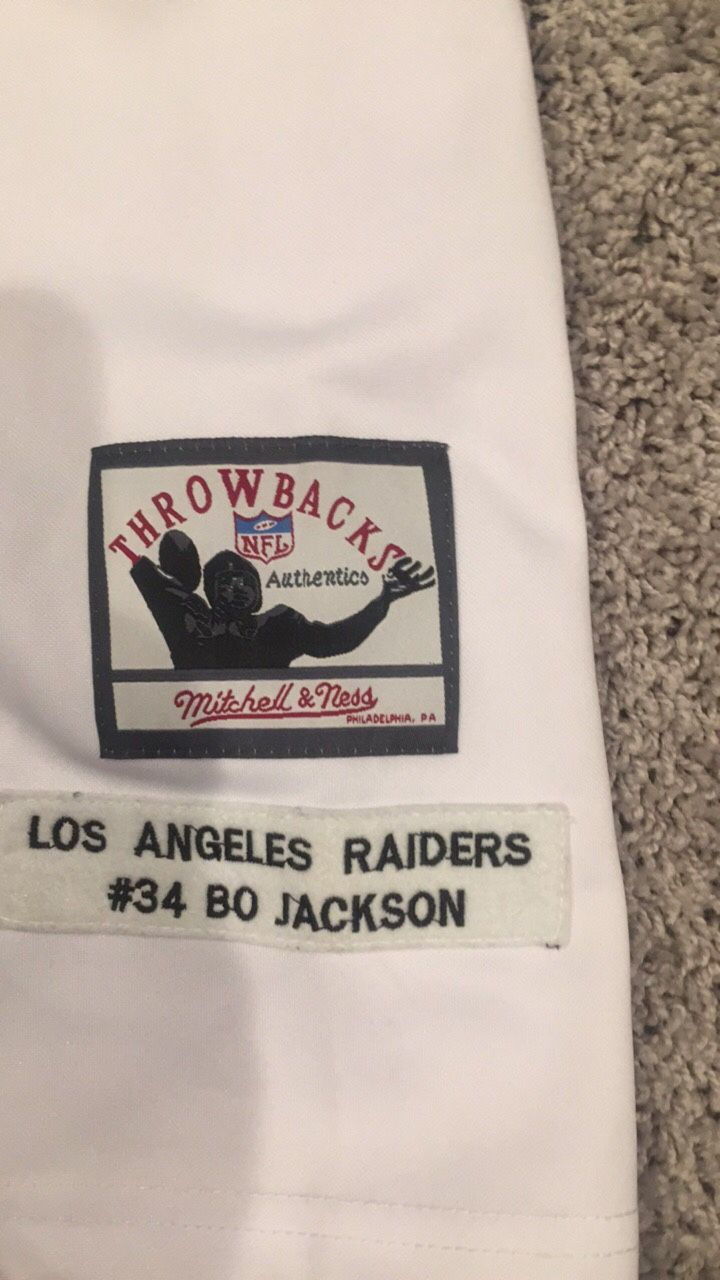 THROWBACKS
NFL
Authentics
Mitchell & Ness
PHILADELPHIA, PA
LOS ANGELES RAIDERS
#34 BO JACKSON